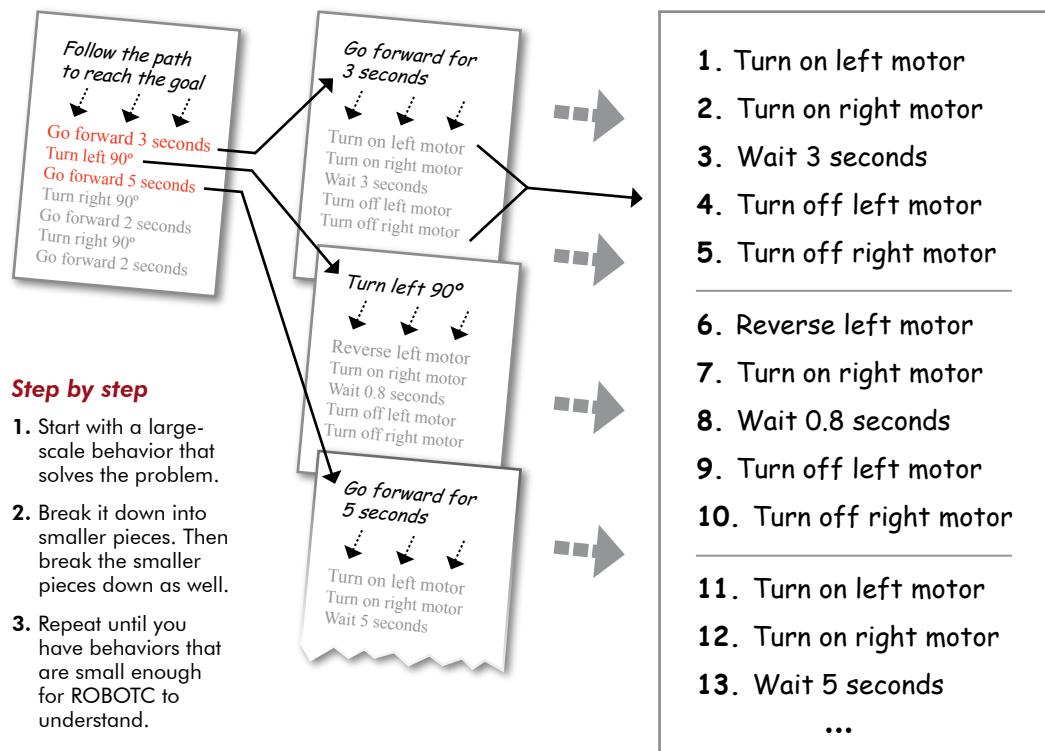 Follow the path
to reach the goal
Go forward 3 seconds
Turn left 90º
Go forward 5 seconds
Turn right 90º
Go forward 2 seconds
Turn right 90º
Go forward 2 seconds
Step by step
1. Start with a large-
scale behavior that
solves the problem.
2. Break it down into
smaller pieces. Then
break the smaller
pieces down as well.
3. Repeat until you
have behaviors that
are small enough
for ROBOTC to
understand.
Go forward for
3 seconds
Turn on left motor
Turn on right motor
Wait 3 seconds
Turn off left motor
Turn off right motor
Turn left 90º
Reverse left motor
Turn on right motor
Wait 0.8 seconds
Turn off left motor
Turn off right motor
Go forward for
5 seconds
Turn on left motor
Turn on right motor
Wait 5 seconds
1. Turn on left motor
2. Turn on right motor
3. Wait 3 seconds
4. Turn off left motor
5. Turn off right motor
6. Reverse left motor
7. Turn on right motor
8. Wait 0.8 seconds
9. Turn off left motor
10. Turn off right motor
11. Turn on left motor
12. Turn on right motor
13. Wait 5 seconds
...